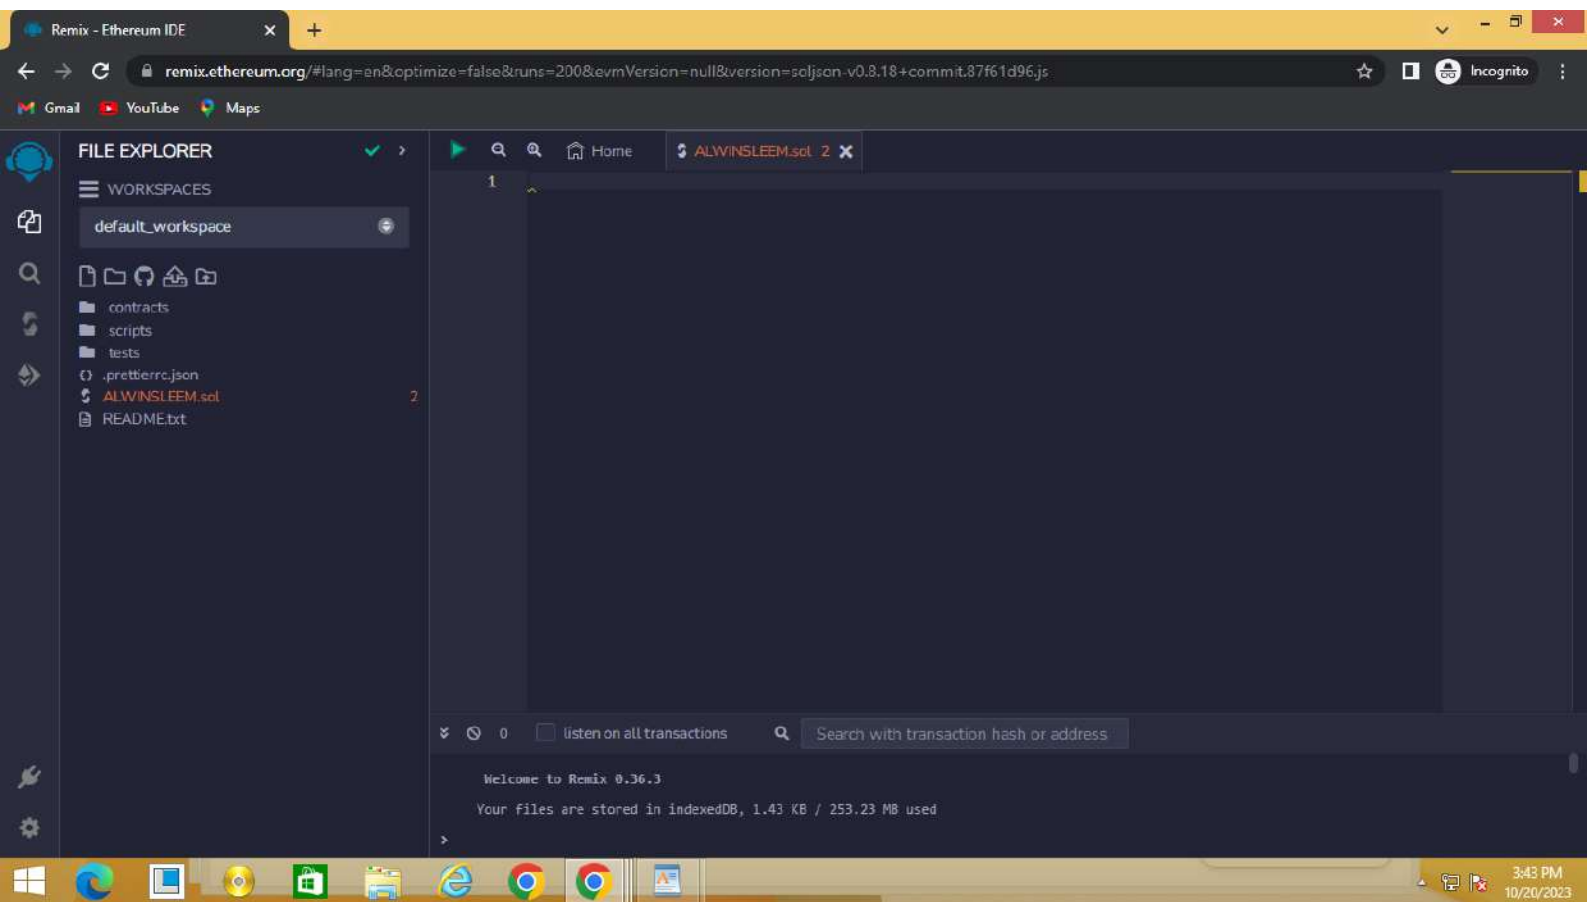 Remix - Ethereum IDE
remix.ethereum.org/#lang=en&optimize=false&runs=200&evmVersion=null&version=soljson-v0.8.18+commit.87f61d96.js
Incognito
Gmail YouTube Maps
FILE EXPLORER
Home
ALWINSLEEM.sol 2
WORKSPACES
1
default_workspace
contracts
scripts
tests
.prettierrc.json
ALWINSLEEM.sol 2
README.txt
0 listen on all transactions Search with transaction hash or address
Welcome to Remix 0.36.3
Your files are stored in indexedDB, 1.43 KB / 253.23 MB used
>
3:43 PM
10/20/2023